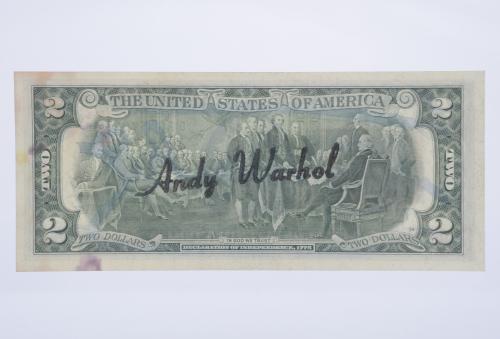 THE UNITED STATES OF AMERICA
2 2
TWO TWO
Andy Warhol
2 2
TWO DOLLARS IN GOD WE TRUST TWO DOLLARS
DECLARATION OF INDEPENDENCE, 1776